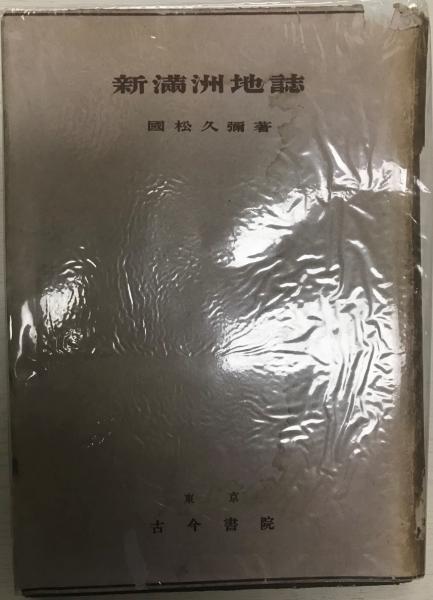 新滿洲地誌
國松久彌著
東京
古今書院